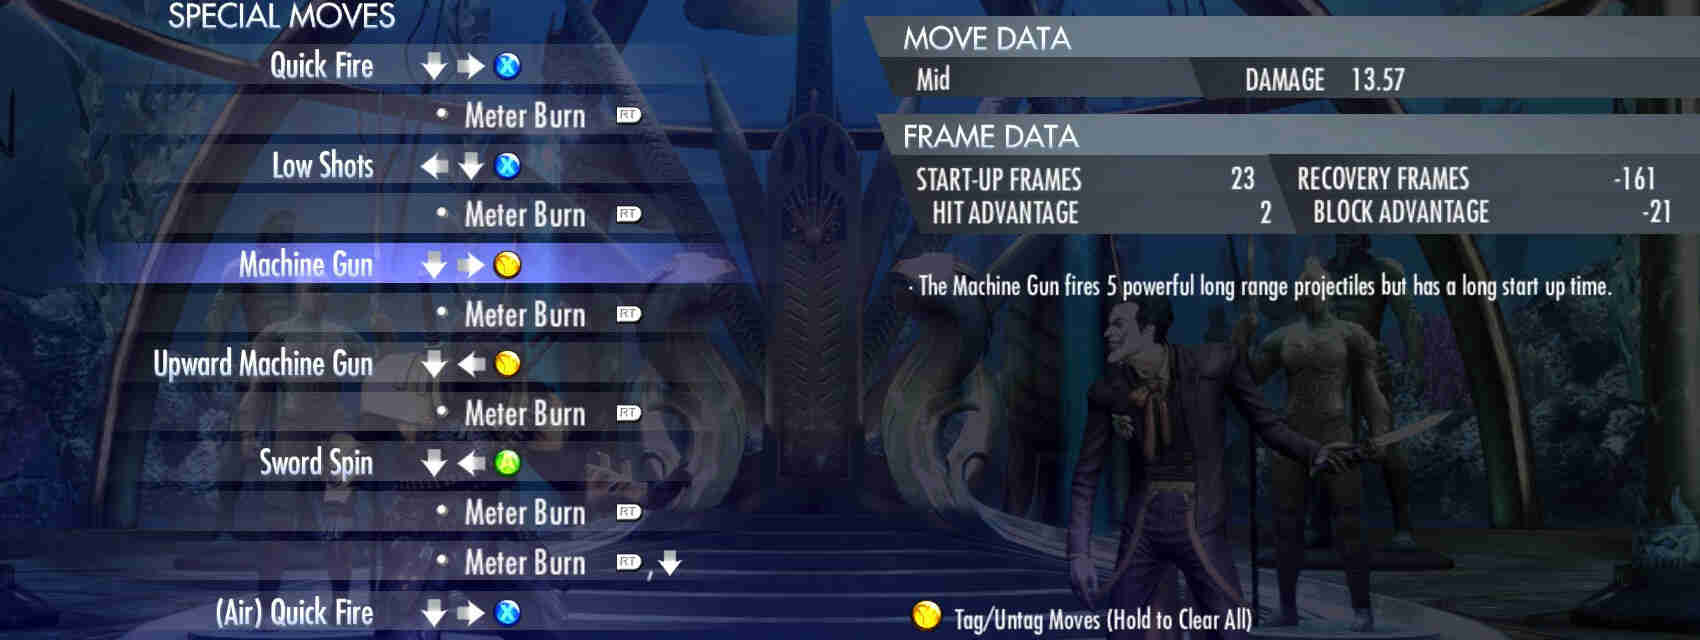 SPECIAL MOVES
Quick Fire X
Meter Burn RT
Low Shots X
Meter Burn RT
Machine Gun Y
Meter Burn RT
Upward Machine Gun Y
Meter Burn RT
Sword Spin A
Meter Burn RT
Meter Burn RT ,
(Air) Quick Fire X
MOVE DATA
Mid DAMAGE 13.57
FRAME DATA
START-UP FRAMES 23 RECOVERY FRAMES -161
HIT ADVANTAGE 2 BLOCK ADVANTAGE -21
· The Machine Gun fires 5 powerful long range projectiles but has a long start up time.
Y Tag/Untag Moves (Hold to Clear All)